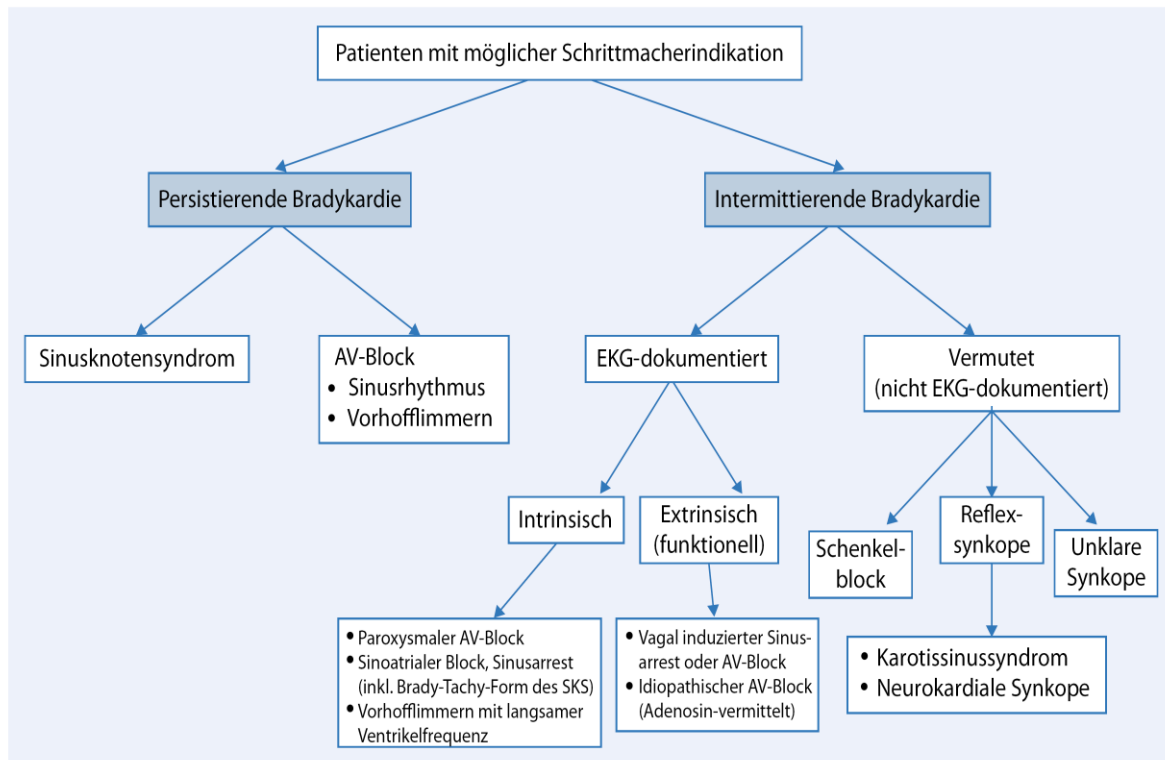 Patienten mit möglicher Schrittmacherindikation
Persistierende Bradykardie
Intermittierende Bradykardie
Sinusknotensyndrom
AV-Block
• Sinusrhythmus
• Vorhofflimmern
EKG-dokumentiert
Vermutet
(nicht EKG-dokumentiert)
Intrinsisch
Extrinsisch
(funktionell)
Schenkel-
block
Reflex-
synkope
Unklare
Synkope
• Paroxysmaler AV-Block
• Sinoatrialer Block, Sinusarrest
(inkl. Brady-Tachy-Form des SKS)
• Vorhofflimmern mit langsamer
Ventrikelfrequenz
• Vagal induzierter Sinus-
arrest oder AV-Block
• Idiopathischer AV-Block
(Adenosin-vermittelt)
• Karotissinussyndrom
• Neurokardiale Synkope